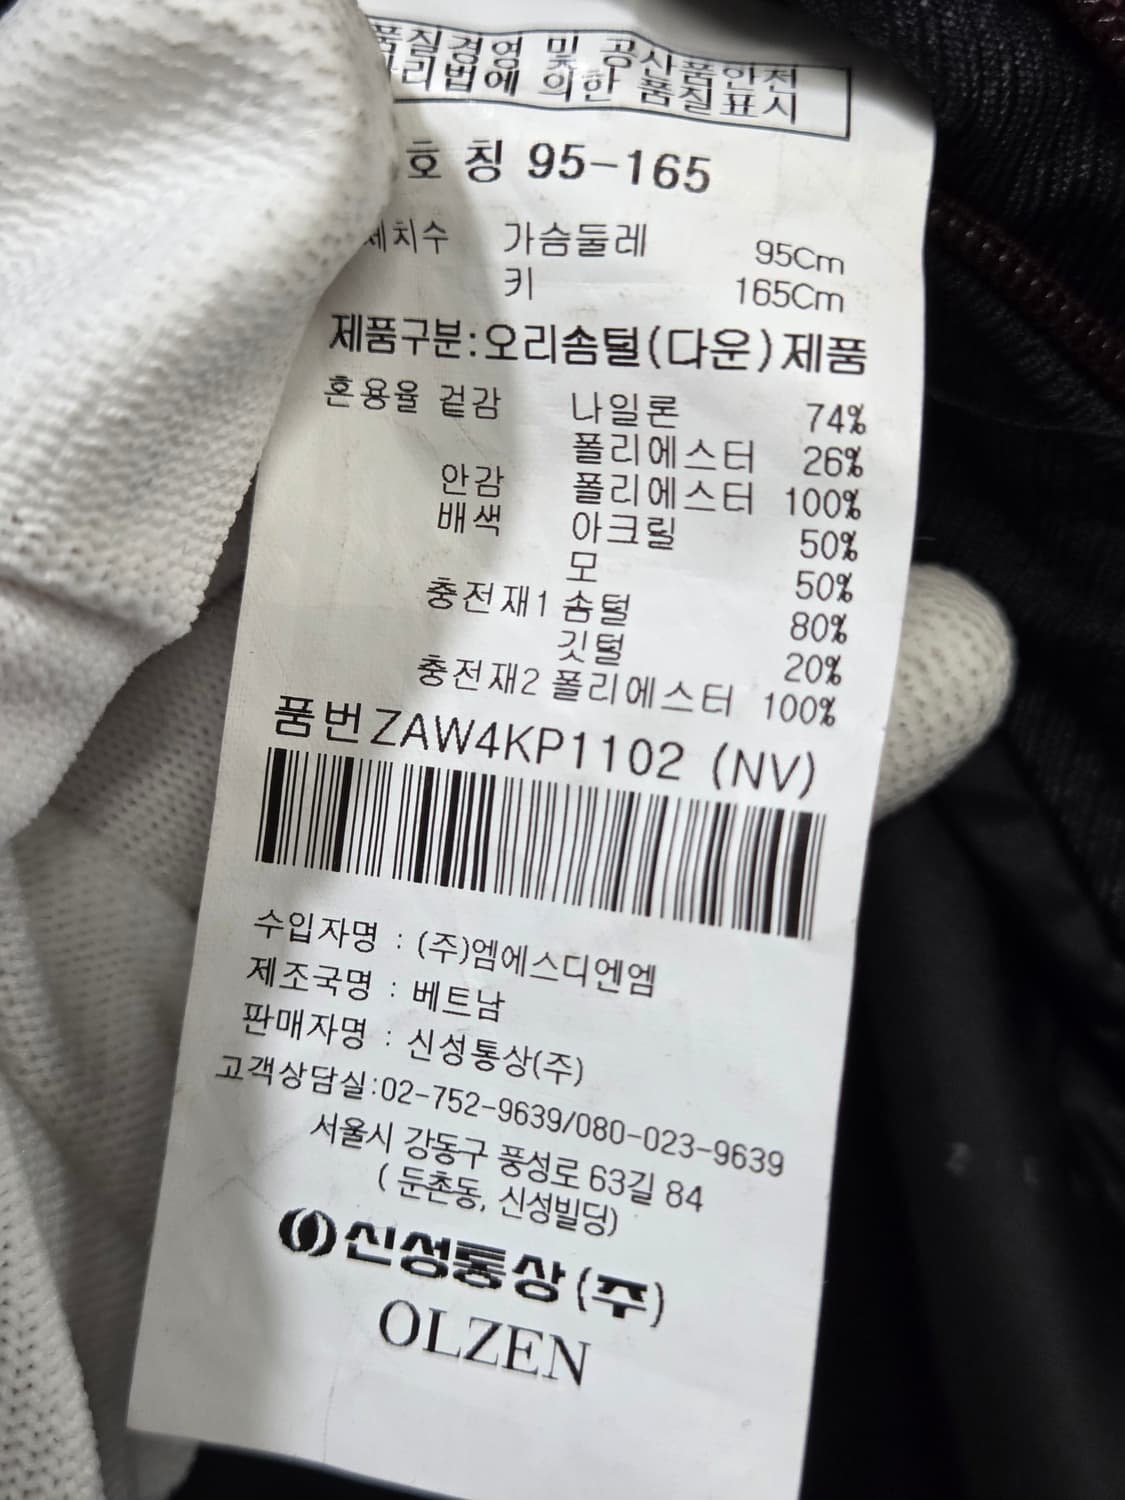 품질경영 및 공산품안전
관리법에 의한 품질표시
호 칭 95-165
체치수 가슴둘레 95Cm
키 165Cm
제품구분:오리솜털(다운)제품
혼용율 겉감 나일론 74%
폴리에스터 26%
안감 폴리에스터 100%
배색 아크릴 50%
모 50%
충전재1 솜털 80%
깃털 20%
충전재2 폴리에스터 100%
품번ZAW4KP1102 (NV)
수입자명 : (주)엠에스디엔엠
제조국명 : 베트남
판매자명 : 신성통상(주)
고객상담실:02-752-9639/080-023-9639
서울시 강동구 풍성로 63길 84
( 둔촌동, 신성빌딩)
신성통상(주)
OLZEN